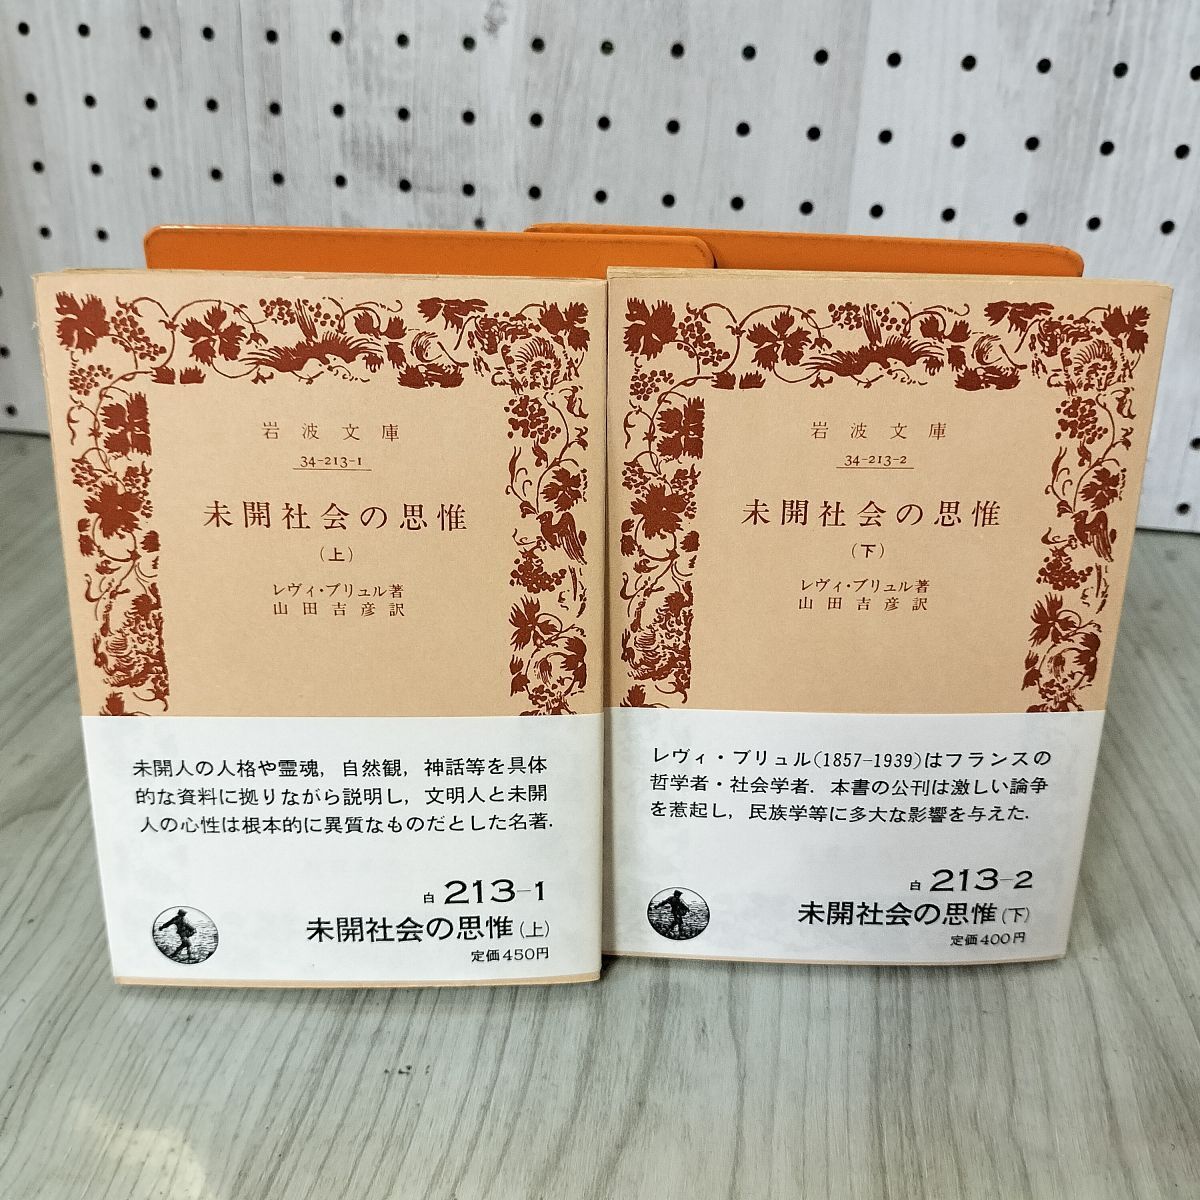 岩波文庫
34-213-1
未開社会の思惟
(上)
レヴィ・ブリュル著
山田吉彦訳
未開人の人格や霊魂，自然観，神話等を具体
的な資料に拠りながら説明し，文明人と未開
人の心性は根本的に異質なものだとした名著．
白 213-1
未開社会の思惟(上)
定価450円
岩波文庫
34-213-2
未開社会の思惟
(下)
レヴィ・ブリュル著
山田吉彦訳
レヴィ・ブリュル(1857-1939)はフランスの
哲学者・社会学者．本書の公刊は激しい論争
を惹起し，民族学等に多大な影響を与えた．
白 213-2
未開社会の思惟(下)
定価400円